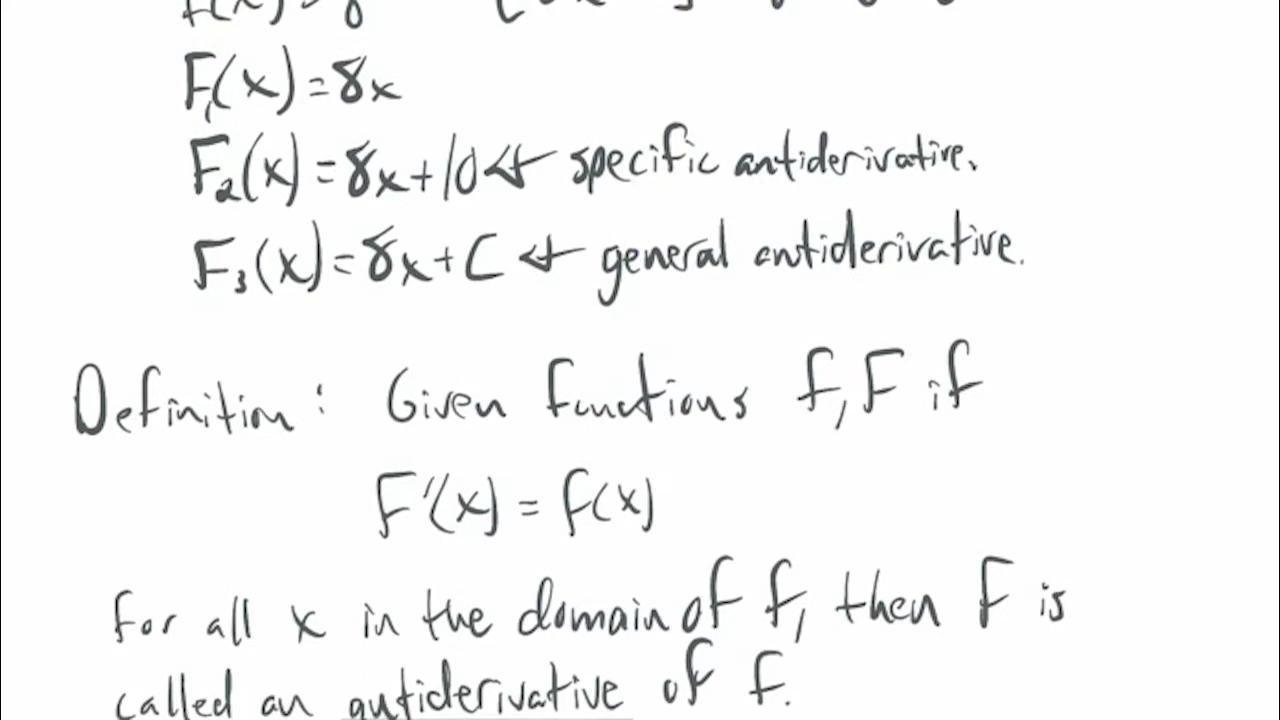 f(x) = 8
F₁(x) = 8x
F₂(x) = 8x + 10 ← specific antiderivative.
F₃(x) = 8x + C ← general antiderivative.
Definition: Given functions f, F if
F'(x) = f(x)
for all x in the domain of f, then F is
called an antiderivative of f.